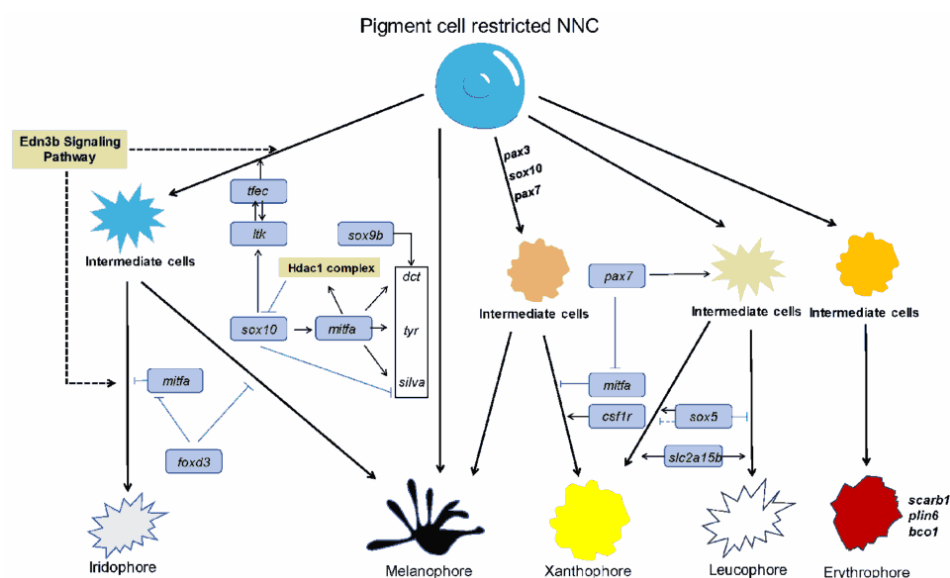 Pigment cell restricted NNC
Edn3b Signaling
Pathway
pax3
sox10
pax7
tfec
ltk
sox9b
Intermediate cells
Hdac1 complex
dct
pax7
Intermediate cells
Intermediate cells
Intermediate cells
sox10
mitfa
tyr
mitfa
silva
mitfa
csf1r
sox5
foxd3
slc2a15b
scarb1
plin6
bco1
Iridophore
Melanophore
Xanthophore
Leucophore
Erythrophore